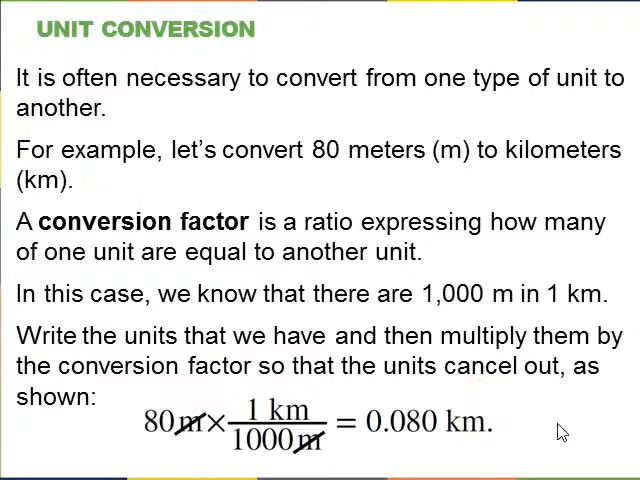 UNIT CONVERSION
It is often necessary to convert from one type of unit to
another.
For example, let's convert 80 meters (m) to kilometers
(km).
A conversion factor is a ratio expressing how many
of one unit are equal to another unit.
In this case, we know that there are 1,000 m in 1 km.
Write the units that we have and then multiply them by
the conversion factor so that the units cancel out, as
shown:
80 m × 1 km / 1000 m = 0.080 km.